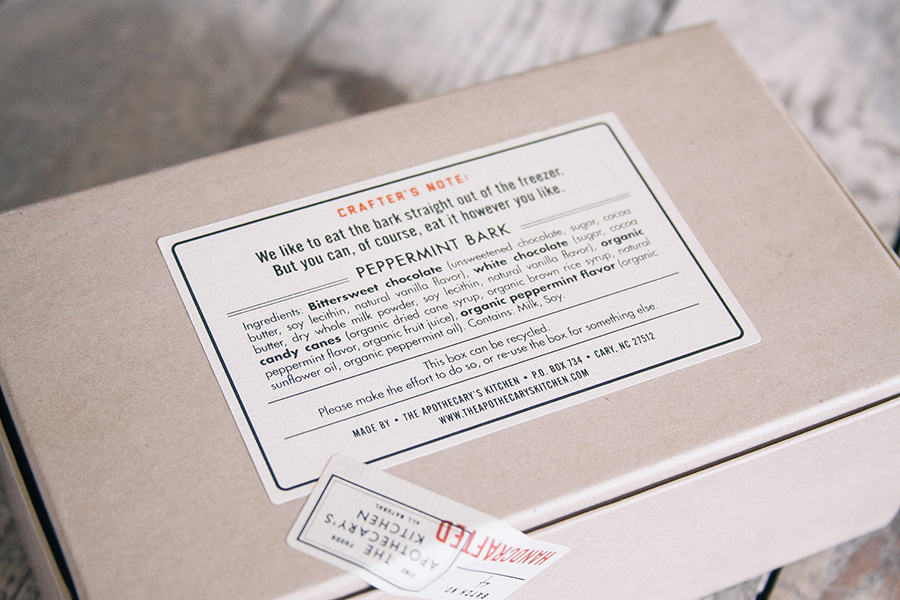 CRAFTER'S NOTE:
We like to eat the bark straight out of the freezer.
But you can, of course, eat it however you like.
PEPPERMINT BARK
Ingredients: Bittersweet chocolate (unsweetened chocolate, sugar, cocoa
butter, soy lecithin, natural vanilla flavor), white chocolate (sugar, cocoa
butter, dry whole milk powder, soy lecithin, natural vanilla flavor), organic
candy canes (organic dried cane syrup, organic brown rice syrup, natural
peppermint flavor, organic fruit juice), organic peppermint flavor (organic
sunflower oil, organic peppermint oil). Contains: Milk, Soy.
This box can be recycled.
Please make the effort to do so, or re-use the box for something else.
MADE BY • THE APOTHECARY'S KITCHEN • P.O. BOX 734 • CARY, NC 27512
WWW.THEAPOTHECARYSKITCHEN.COM
FINE FOODS
THE
APOTHECARY'S
KITCHEN
ALL NATURAL
HANDCRAFTED
BATCH NO